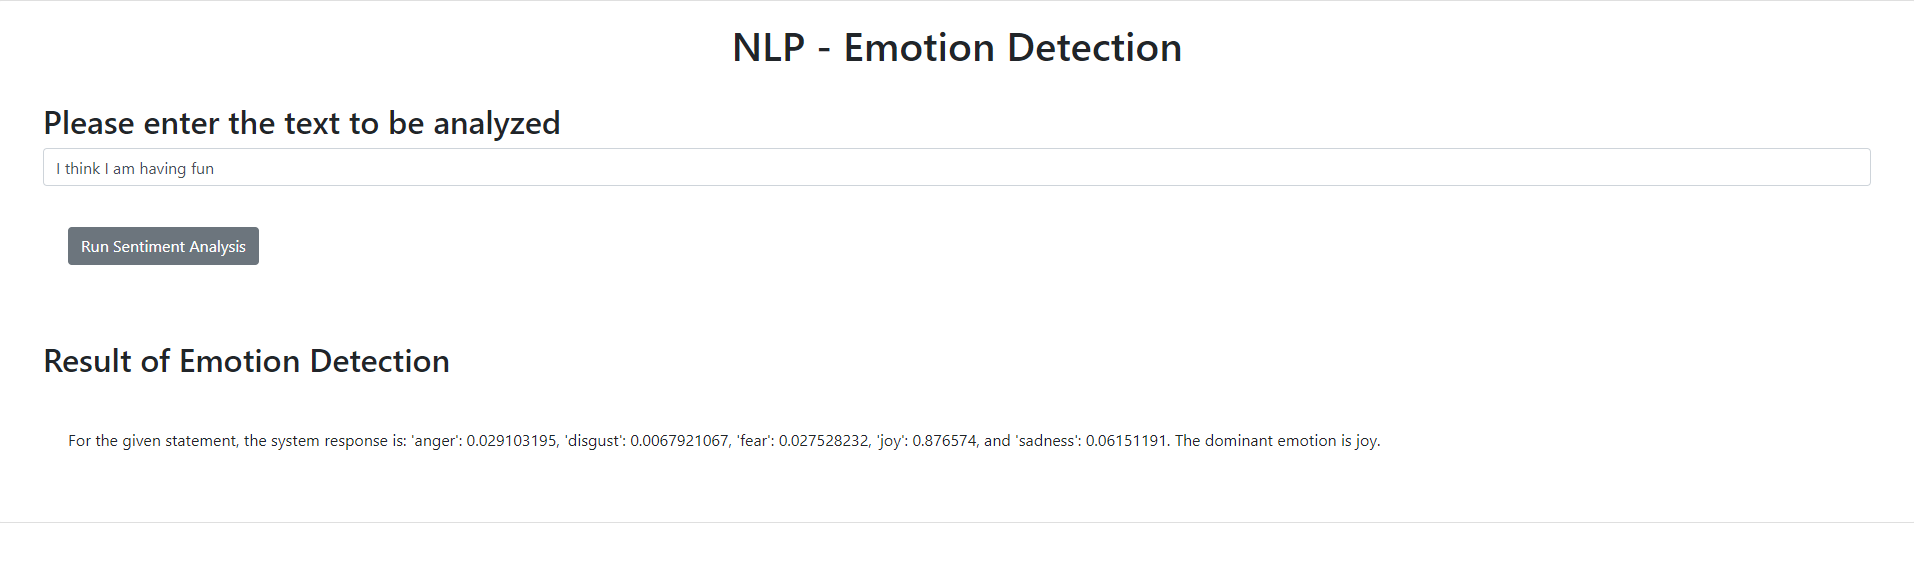 NLP - Emotion Detection
Please enter the text to be analyzed
I think I am having fun
Run Sentiment Analysis
Result of Emotion Detection
For the given statement, the system response is: 'anger': 0.029103195, 'disgust': 0.0067921067, 'fear': 0.027528232, 'joy': 0.876574, and 'sadness': 0.06151191. The dominant emotion is joy.